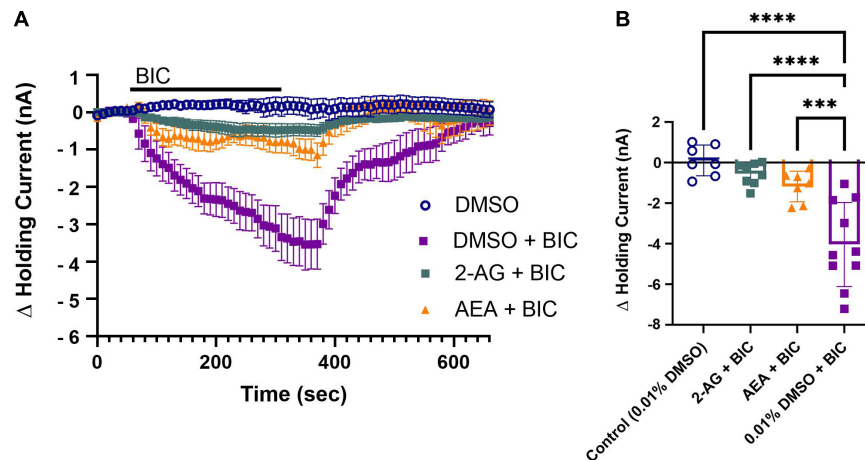 A
BIC
1
0
- 1
- 2
- 3
- 4
- 5
- 6
Δ Holding Current (nA)
DMSO
DMSO + BIC
2-AG + BIC
AEA + BIC
0 200 400 600
Time (sec)
B
****
****
***
2
0
-2
-4
-6
-8
Δ Holding Current (nA)
Control (0.01% DMSO)
2-AG + BIC
AEA + BIC
0.01% DMSO + BIC